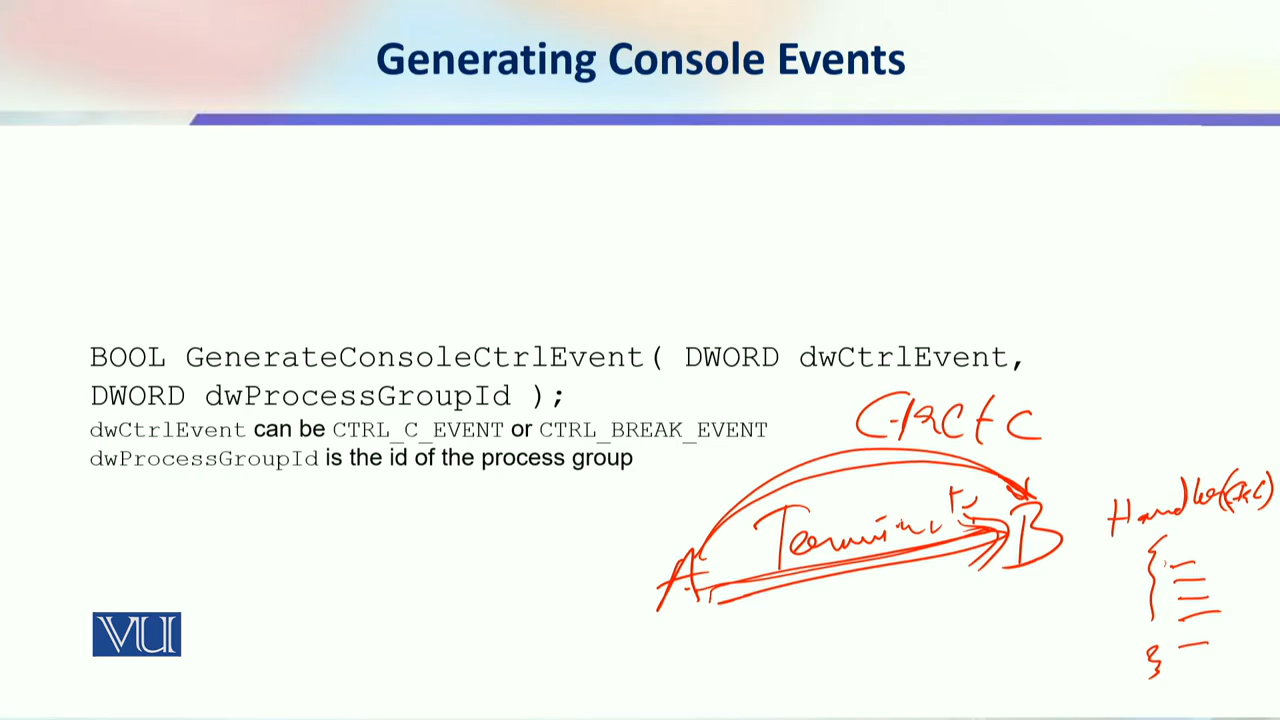 Generating Console Events
BOOL GenerateConsoleCtrlEvent( DWORD dwCtrlEvent,
DWORD dwProcessGroupId );
dwCtrlEvent can be CTRL_C_EVENT or CTRL_BREAK_EVENT
dwProcessGroupId is the id of the process group
A
B
VU